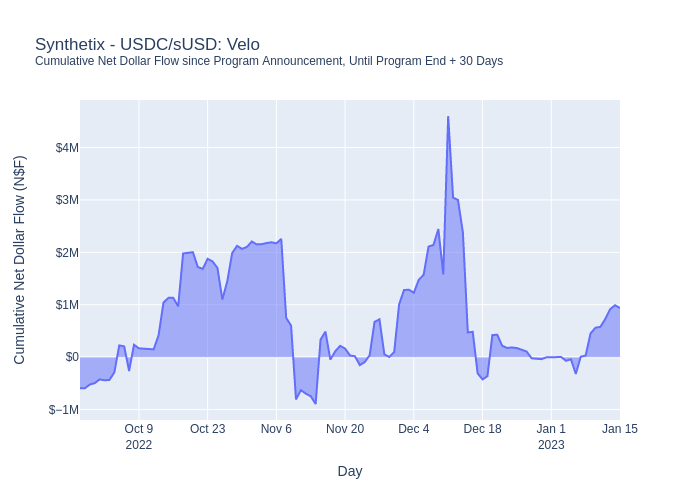 Synthetix - USDC/sUSD: Velo
Cumulative Net Dollar Flow since Program Announcement, Until Program End + 30 Days
Cumulative Net Dollar Flow (N$F)
$4M
$3M
$2M
$1M
$0
$−1M
Oct 9
2022
Oct 23
Nov 6
Nov 20
Dec 4
Dec 18
Jan 1
2023
Jan 15
Day